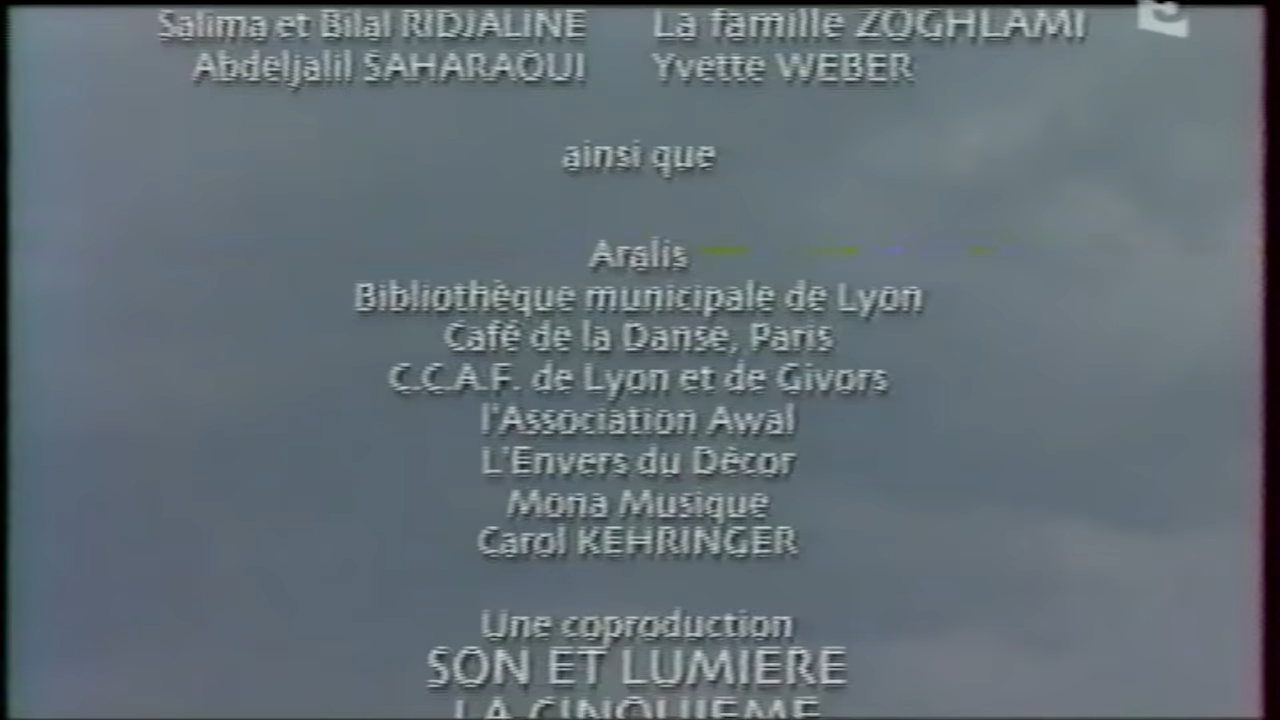 Salima et Bilal RIDJALINE La famille ZOGHLAMI
Abdeljalil SAHARAOUI Yvette WEBER
ainsi que
Aralis
Bibliothèque municipale de Lyon
Café de la Danse, Paris
C.C.A.F. de Lyon et de Givors
l'Association Awal
L'Envers du Décor
Mona Musique
Carol KEHRINGER
Une coproduction
SON ET LUMIERE
LA CINQUIEME